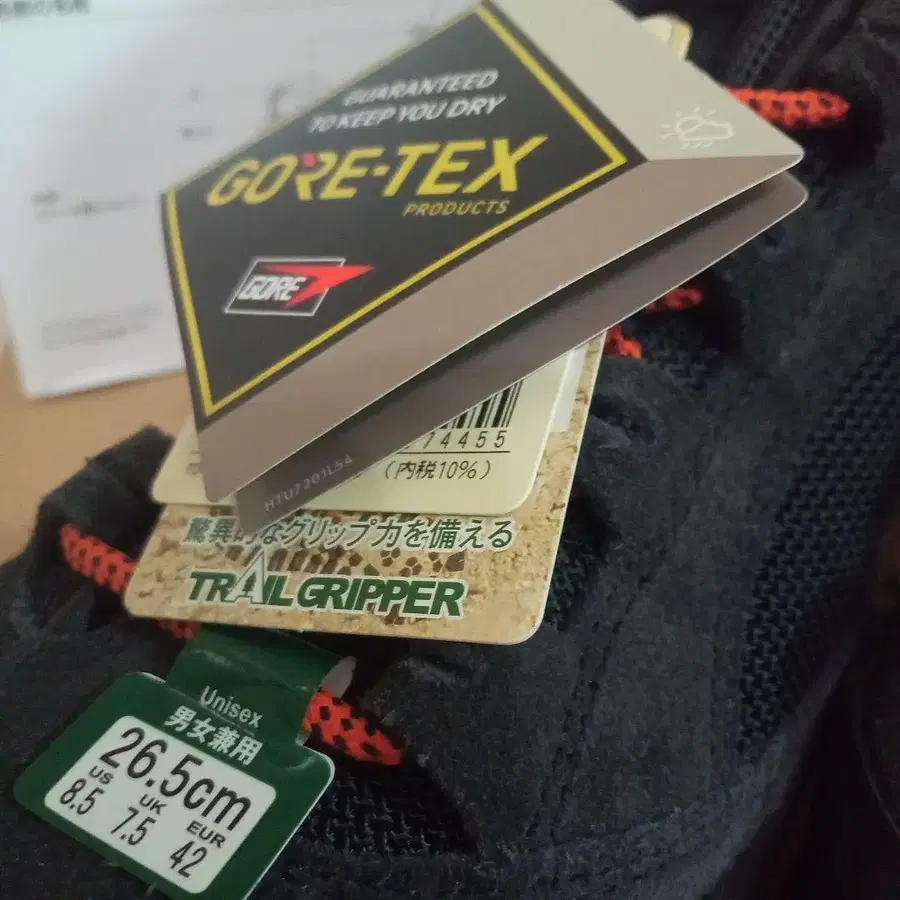 GUARANTEED
TO KEEP YOU DRY
GORE-TEX
PRODUCTS
GORE
74455
(内税10%)
HTU7201L54
驚異的なグリップ力を備える
TRAIL GRIPPER
Unisex
男女兼用
26.5cm
US UK EUR
8.5 7.5 42